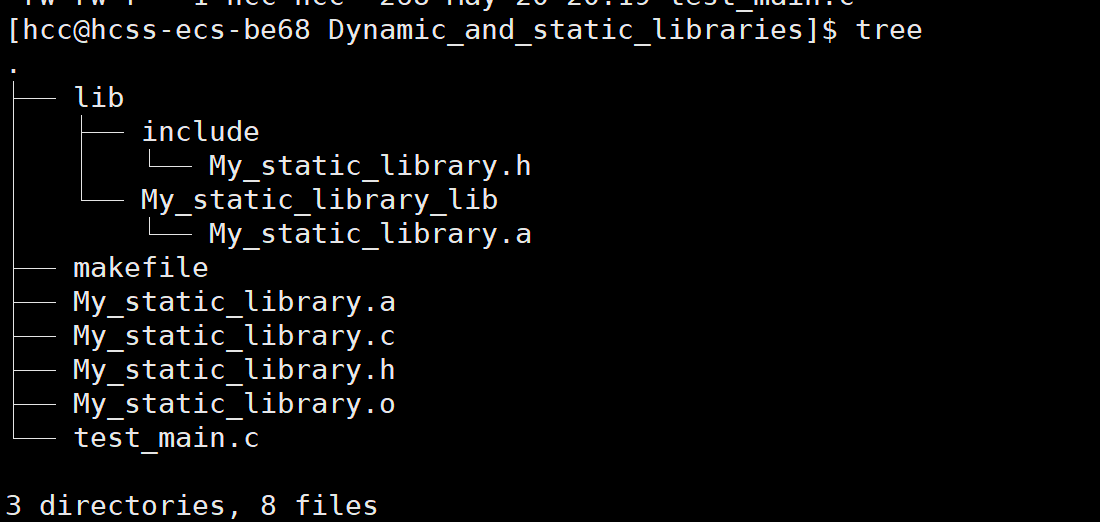 [hcc@hcss-ecs-be68 Dynamic_and_static_libraries]$ tree
.
├── lib
│   ├── include
│   │   └── My_static_library.h
│   └── My_static_library_lib
│       └── My_static_library.a
├── makefile
├── My_static_library.a
├── My_static_library.c
├── My_static_library.h
├── My_static_library.o
└── test_main.c
3 directories, 8 files